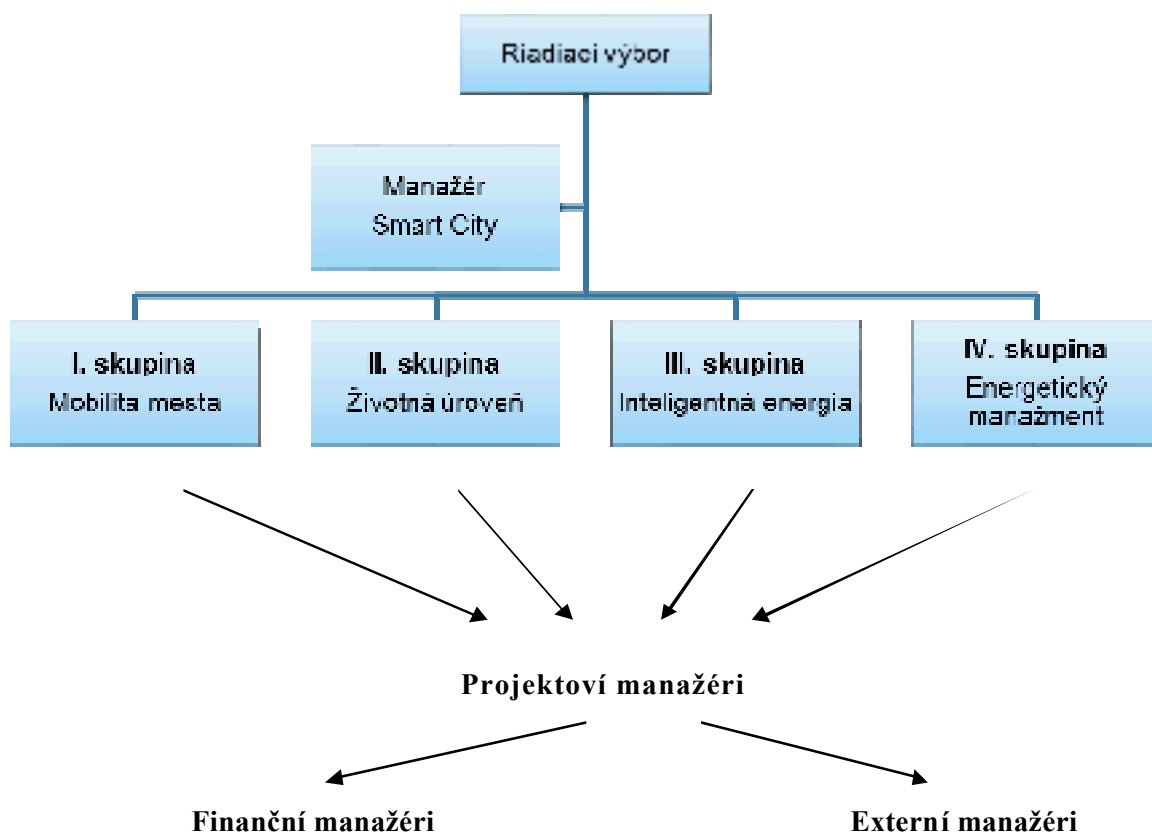 Riadiaci výbor
Manažér
Smart City
I. skupina
Mobilita mesta
II. skupina
Životná úroveň
III. skupina
Inteligentná energia
IV. skupina
Energetický
manažment
Projektoví manažéri
Finanční manažéri
Externí manažéri